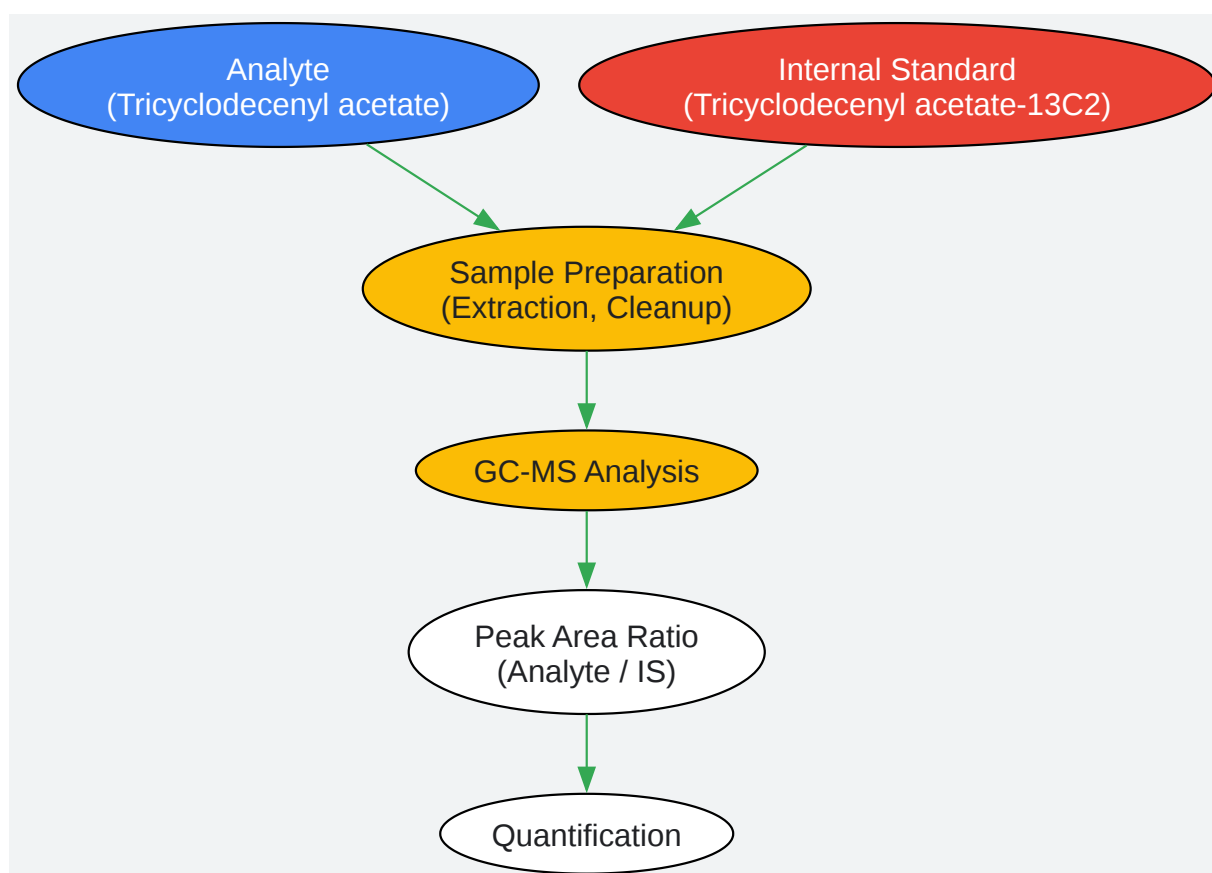 Analyte
(Tricyclodecenyl acetate)
Internal Standard
(Tricyclodecenyl acetate-13C2)
Sample Preparation
(Extraction, Cleanup)
GC-MS Analysis
Peak Area Ratio
(Analyte / IS)
Quantification